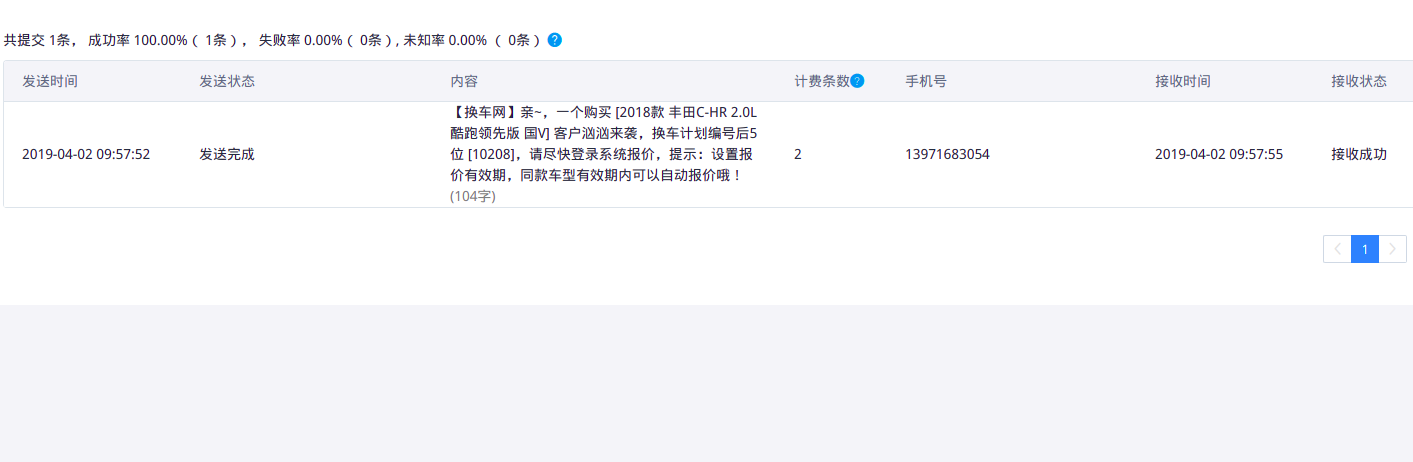 共提交 1条， 成功率 100.00%（ 1条）， 失败率 0.00%（ 0条）, 未知率 0.00% （ 0条）?
发送时间 发送状态 内容 计费条数? 手机号 接收时间 接收状态
【换车网】亲~，一个购买 [2018款 丰田C-HR 2.0L
酷跑领先版 国V] 客户汹汹来袭，换车计划编号后5
2019-04-02 09:57:52 发送完成 位 [10208]，请尽快登录系统报价，提示：设置报 2 13971683054 2019-04-02 09:57:55 接收成功
价有效期，同款车型有效期内可以自动报价哦！
(104字)
1